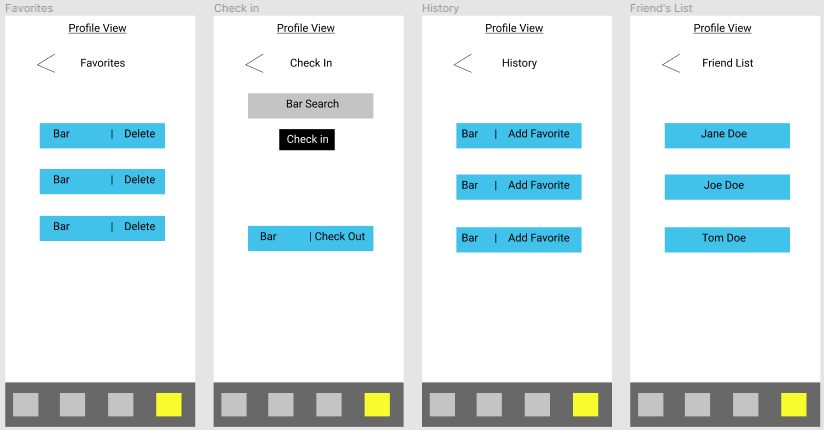 Favorites
Profile View
Favorites
Bar | Delete
Bar | Delete
Bar | Delete
Check in
Profile View
Check In
Bar Search
Check in
Bar | Check Out
History
Profile View
History
Bar | Add Favorite
Bar | Add Favorite
Bar | Add Favorite
Friend's List
Profile View
Friend List
Jane Doe
Joe Doe
Tom Doe